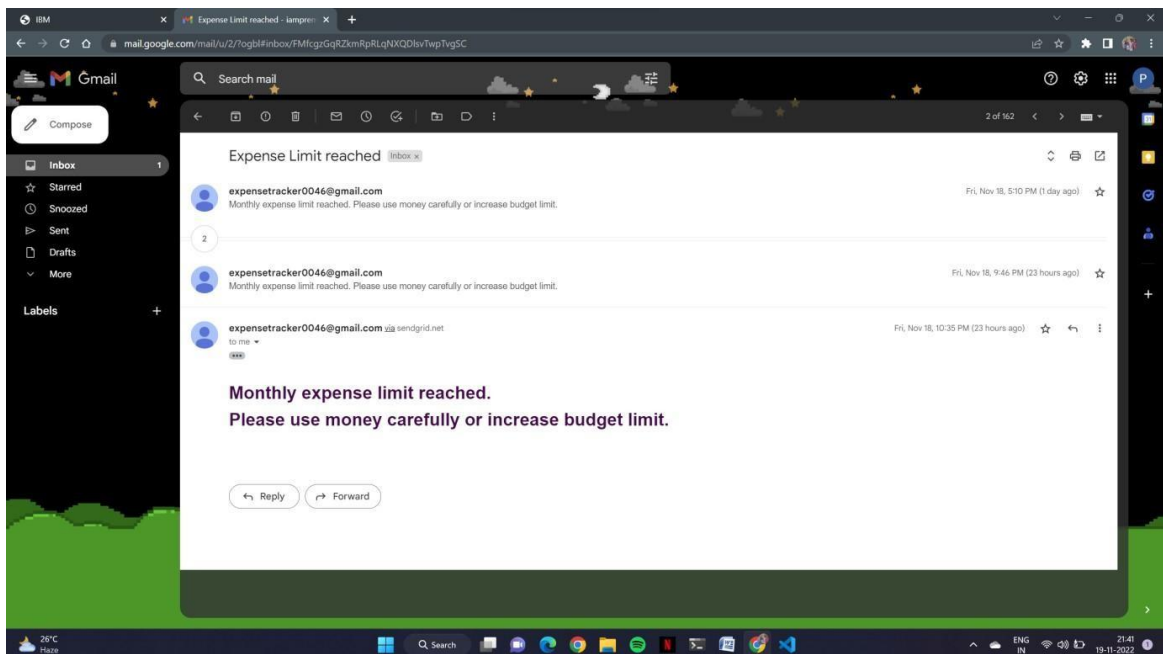 IBM
Expense Limit reached - iampren
mail.google.com/mail/u/2/?ogbl#inbox/FMfcgzGqRZkmRpRLqNXQDlsvTwpTvgSC
Gmail
Search mail
P
Compose
2 of 162
Inbox 1
Starred
Snoozed
Sent
Drafts
More
Labels
Expense Limit reached Inbox x
expensetracker0046@gmail.com Fri, Nov 18, 5:10 PM (1 day ago)
Monthly expense limit reached. Please use money carefully or increase budget limit.
2
expensetracker0046@gmail.com Fri, Nov 18, 9:46 PM (23 hours ago)
Monthly expense limit reached. Please use money carefully or increase budget limit.
expensetracker0046@gmail.com via sendgrid.net Fri, Nov 18, 10:35 PM (23 hours ago)
to me
Monthly expense limit reached.
Please use money carefully or increase budget limit.
Reply Forward
26°C
Haze
Search
ENG
IN
21:41
19-11-2022